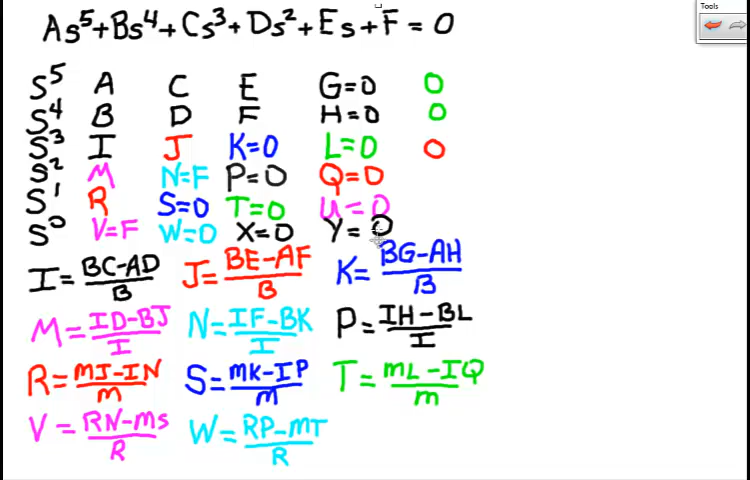 Tools
As⁵+Bs⁴+Cs³+Ds²+Es+F=0
S⁵ A C E G=0 0
S⁴ B D F H=0 0
S³ I J K=0 L=0 0
S² M N=F P=0 Q=0
S¹ R S=0 T=0 U=0
S⁰ V=F W=0 X=0 Y=0
I=(BC-AD)/B J=(BE-AF)/B K=(BG-AH)/B
M=(ID-BJ)/I N=(IF-BK)/I P=(IH-BL)/I
R=(MJ-IN)/M S=(MK-IP)/M T=(mL-IQ)/m
V=(RN-MS)/R W=(RP-MT)/R